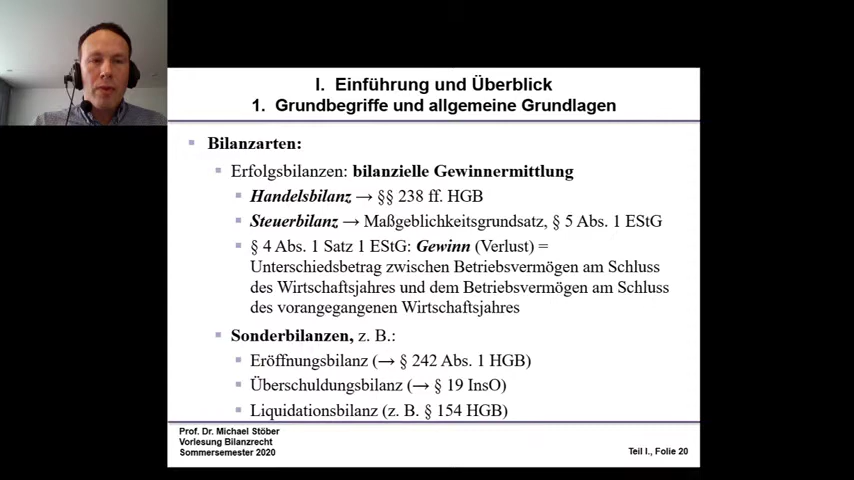 I. Einführung und Überblick
1. Grundbegriffe und allgemeine Grundlagen
Bilanzarten:
Erfolgsbilanzen: bilanzielle Gewinnermittlung
Handelsbilanz → §§ 238 ff. HGB
Steuerbilanz → Maßgeblichkeitsgrundsatz, § 5 Abs. 1 EStG
§ 4 Abs. 1 Satz 1 EStG: Gewinn (Verlust) =
Unterschiedsbetrag zwischen Betriebsvermögen am Schluss
des Wirtschaftsjahres und dem Betriebsvermögen am Schluss
des vorangegangenen Wirtschaftsjahres
Sonderbilanzen, z. B.:
Eröffnungsbilanz (→ § 242 Abs. 1 HGB)
Überschuldungsbilanz (→ § 19 InsO)
Liquidationsbilanz (z. B. § 154 HGB)
Prof. Dr. Michael Stöber
Vorlesung Bilanzrecht
Sommersemester 2020
Teil I., Folie 20